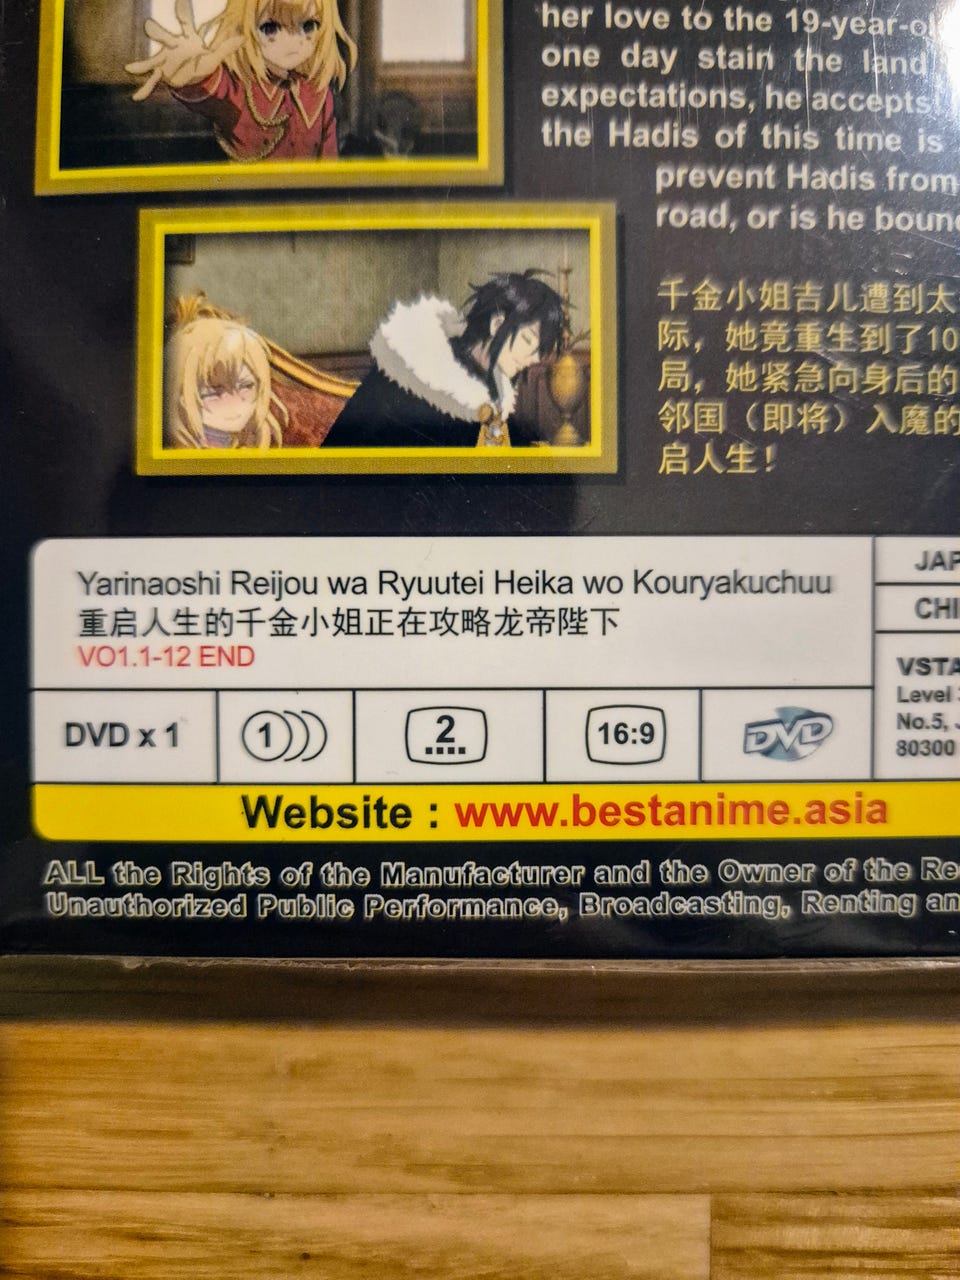 her love to the 19-year-ol
one day stain the land
expectations, he accepts
the Hadis of this time is
prevent Hadis from
road, or is he boun
千金小姐吉儿遭到太
际，她竟重生到了10
局，她紧急向身后的
邻国（即将）入魔的
启人生！
Yarinaoshi Reijou wa Ryuutei Heika wo Kouryakuchuu
重启人生的千金小姐正在攻略龙帝陛下
VO1.1-12 END
JAP
CHI
VSTA
Level
No.5,
80300
DVD x 1
1
2
16:9
DVD
Website : www.bestanime.asia
ALL the Rights of the Manufacturer and the Owner of the Re
Unauthorized Public Performance, Broadcasting, Renting an